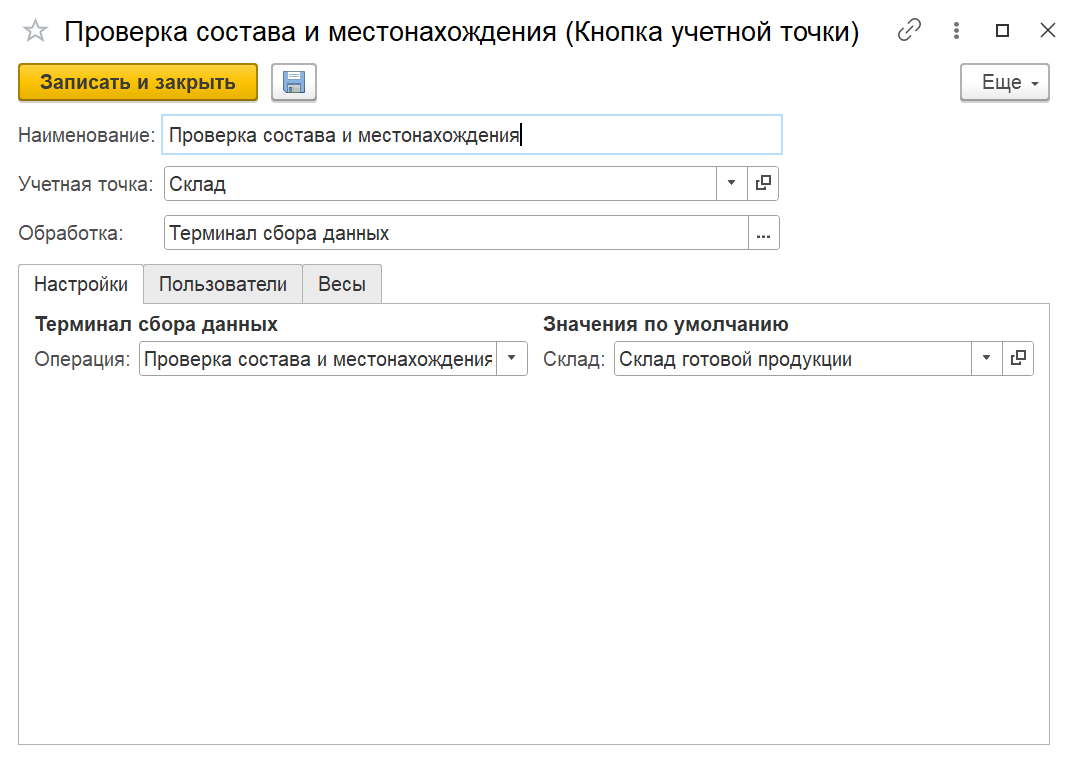 Проверка состава и местонахождения (Кнопка учетной точки)
Записать и закрыть Еще
Наименование: Проверка состава и местонахождения
Учетная точка: Склад
Обработка: Терминал сбора данных ...
Настройки Пользователи Весы
Терминал сбора данных Значения по умолчанию
Операция: Проверка состава и местонахождения Склад: Склад готовой продукции